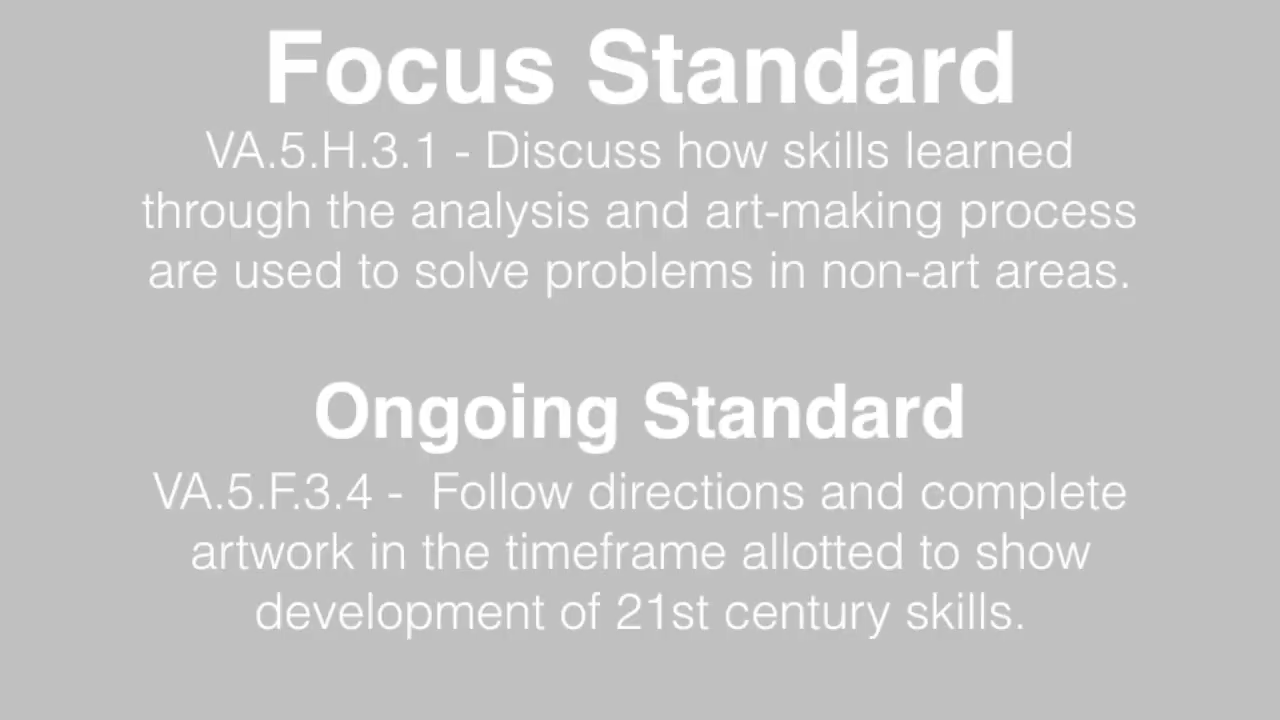 Focus Standard
VA.5.H.3.1 - Discuss how skills learned
through the analysis and art-making process
are used to solve problems in non-art areas.
Ongoing Standard
VA.5.F.3.4 -  Follow directions and complete
artwork in the timeframe allotted to show
development of 21st century skills.